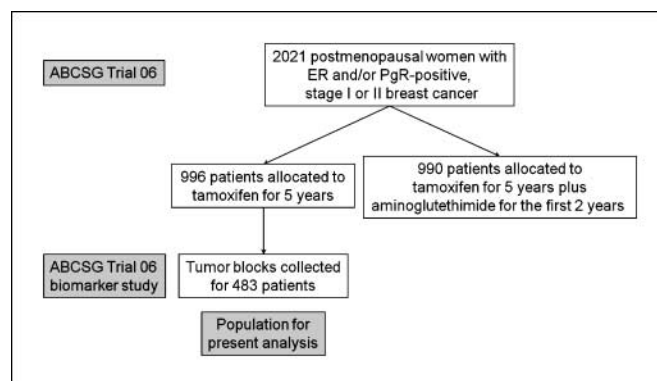 ABCSG Trial 06
2021 postmenopausal women with
ER and/or PgR-positive,
stage I or II breast cancer
996 patients allocated to
tamoxifen for 5 years
990 patients allocated to
tamoxifen for 5 years plus
aminoglutethimide for the first 2 years
ABCSG Trial 06
biomarker study
Tumor blocks collected
for 483 patients
Population for
present analysis